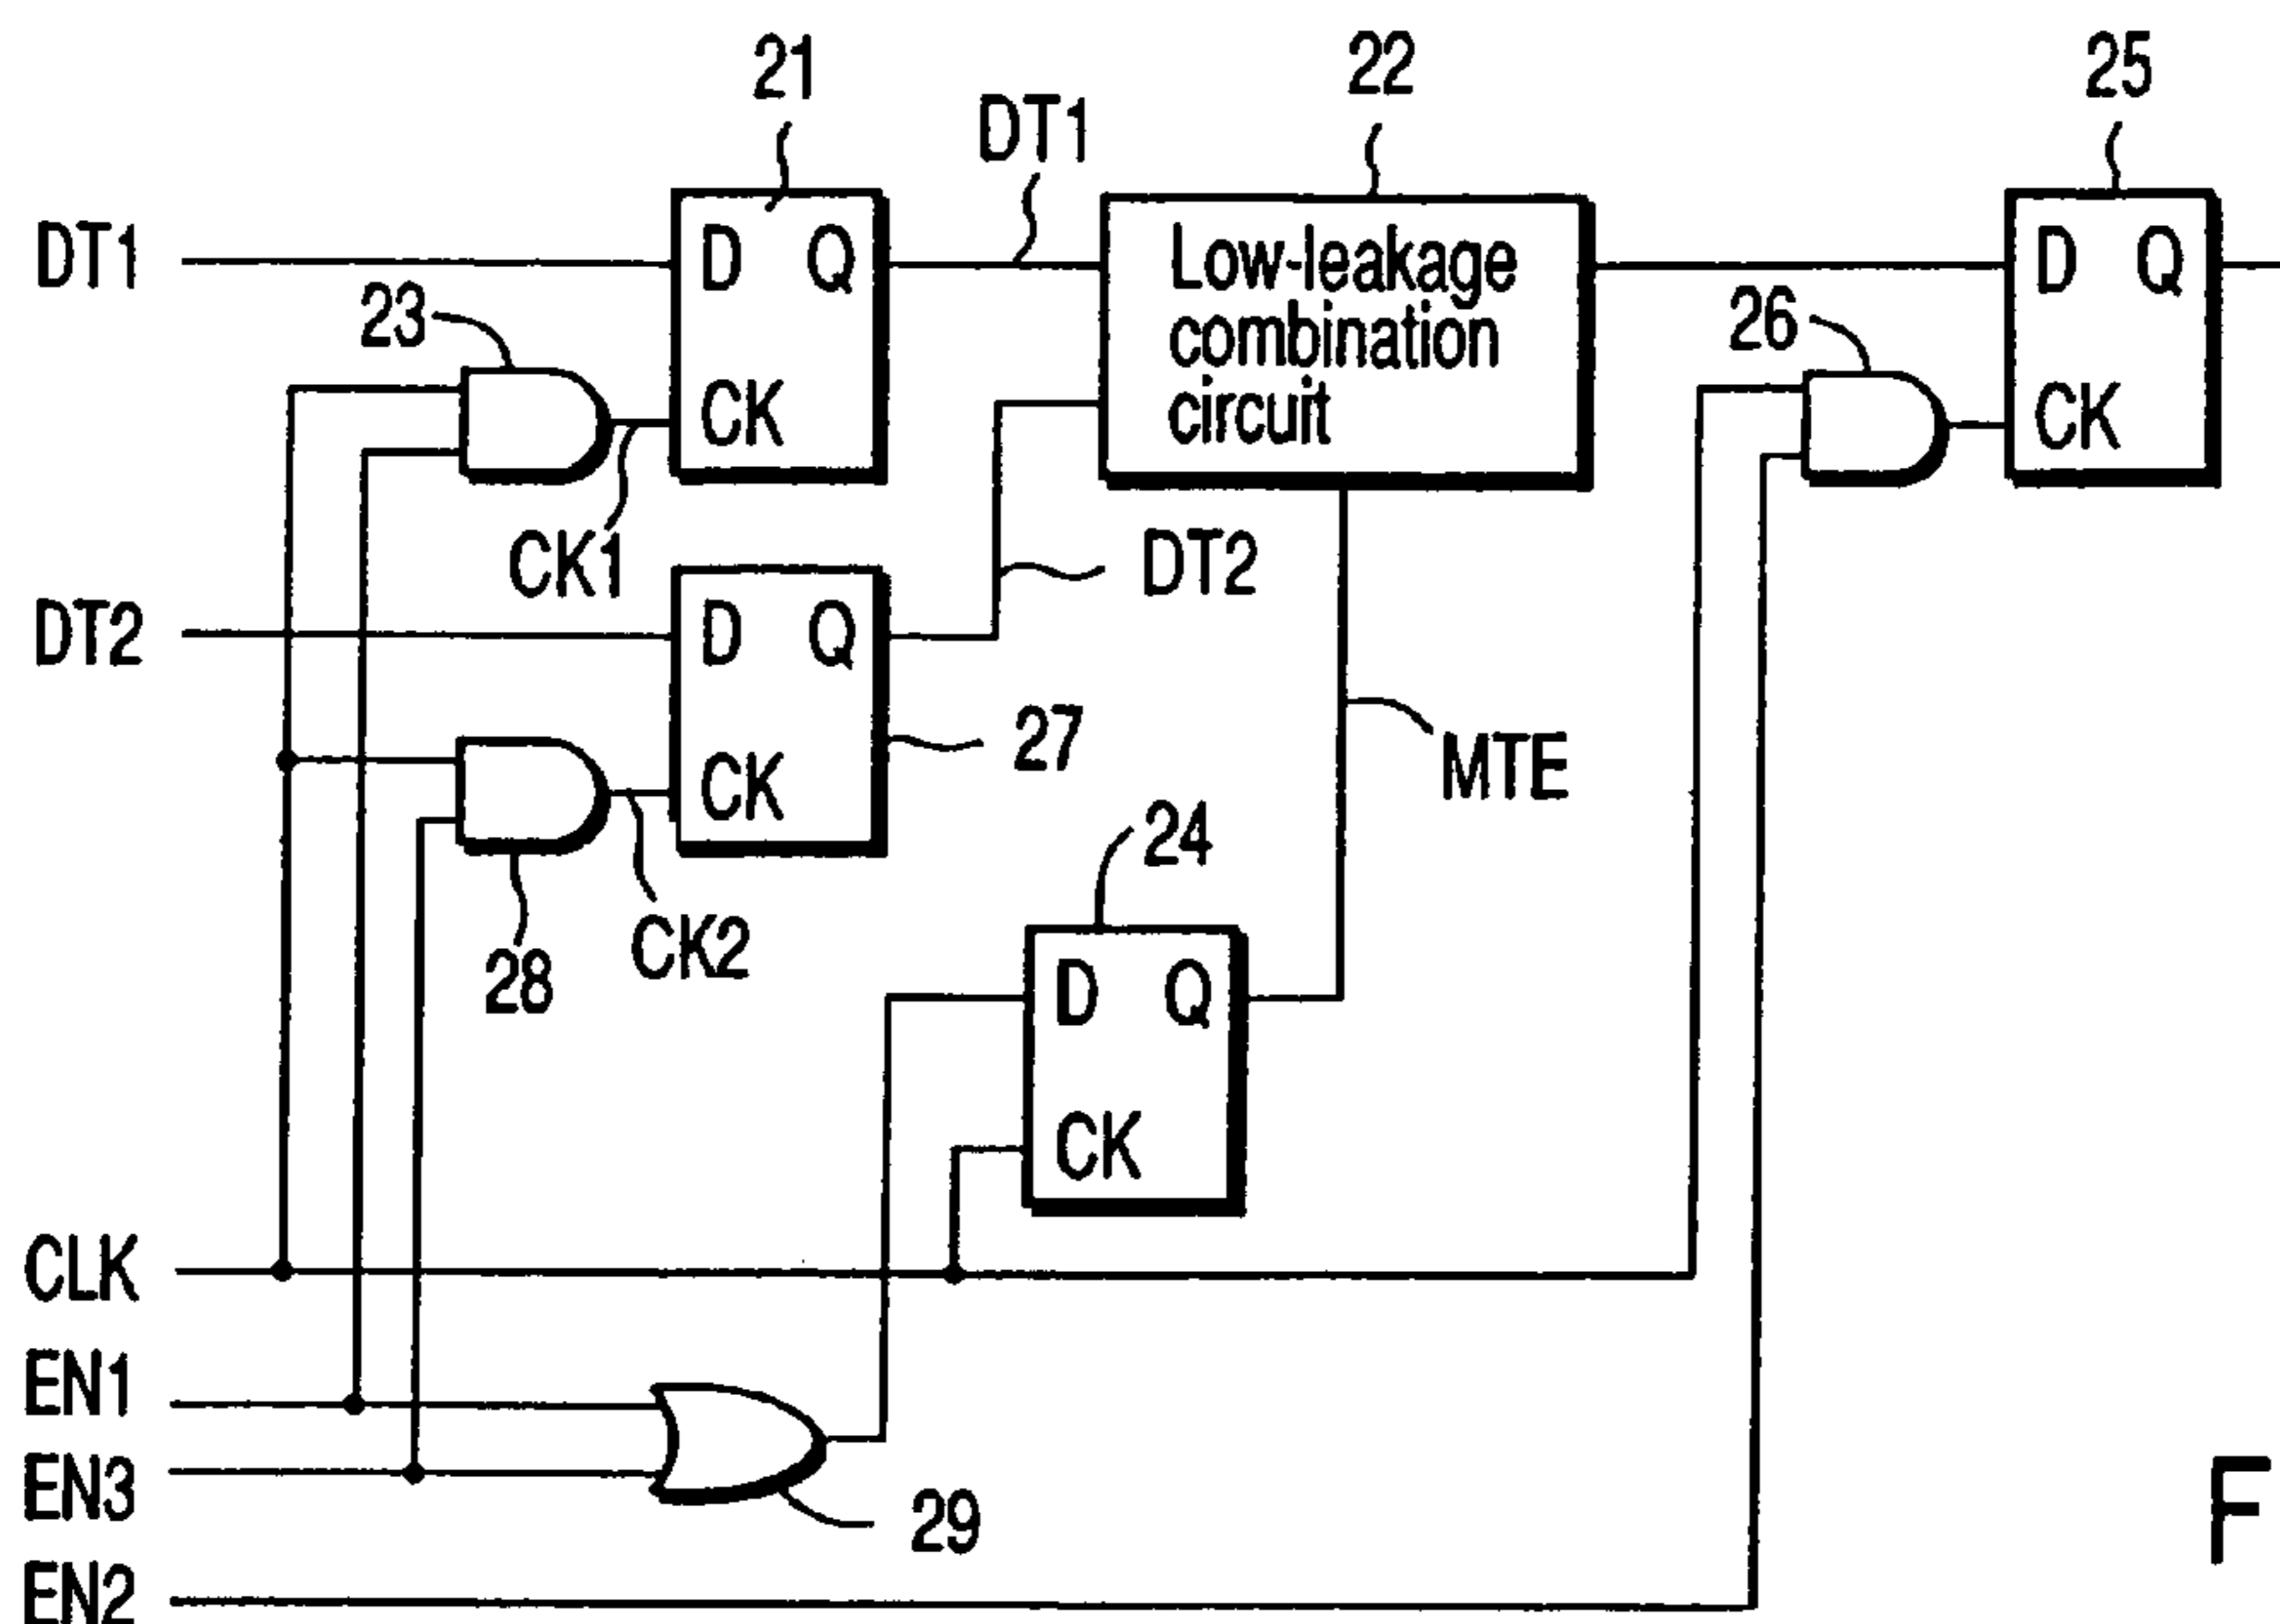 21
22
25
DT1
DT1
D Q
Low-leakage
combination
circuit
D Q
23
26
CK
CK
CK1
DT2
DT2
D Q
27
MTE
CK
24
28
CK2
D Q
CK
CLK
EN1
EN3
29
F
EN2